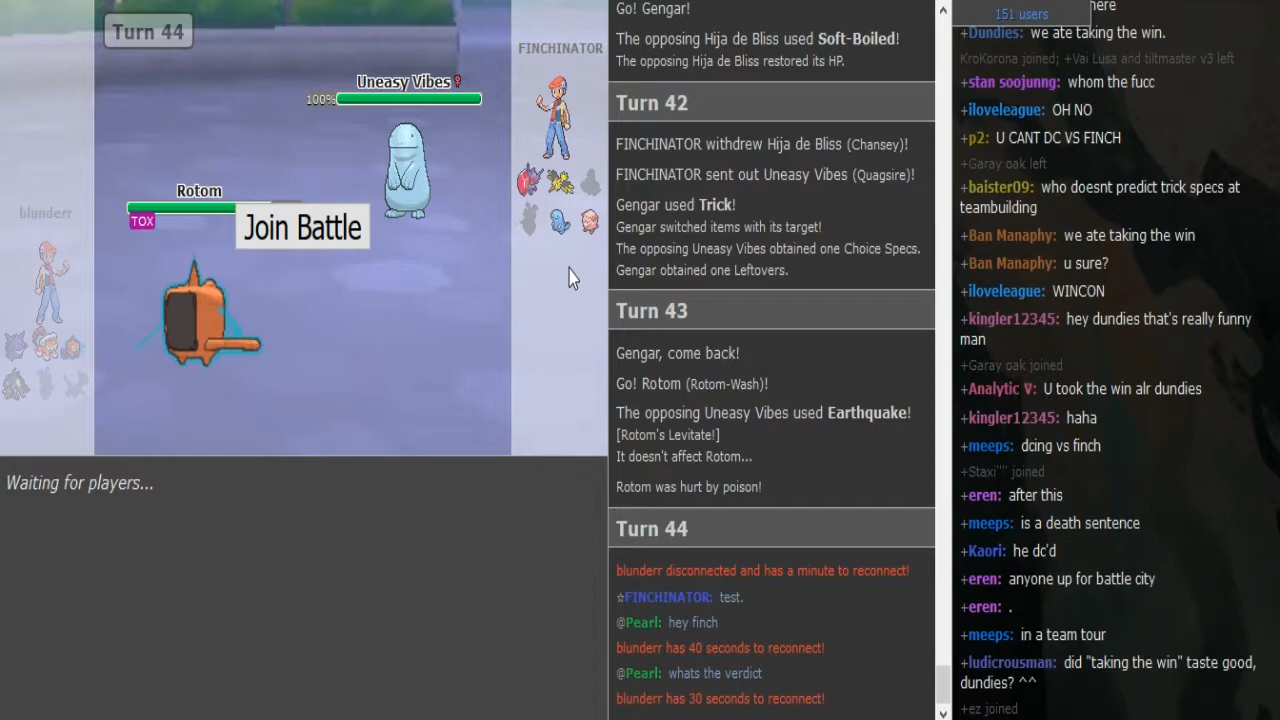 Turn 44
FINCHINATOR
Uneasy Vibes
100%
Rotom
TOX
Join Battle
blunderr
Waiting for players...
Go! Gengar!
The opposing Hija de Bliss used Soft-Boiled!
The opposing Hija de Bliss restored its HP.
Turn 42
FINCHINATOR withdrew Hija de Bliss (Chansey)!
FINCHINATOR sent out Uneasy Vibes (Quagsire)!
Gengar used Trick!
Gengar switched items with its target!
The opposing Uneasy Vibes obtained one Choice Specs.
Gengar obtained one Leftovers.
Turn 43
Gengar, come back!
Go! Rotom (Rotom-Wash)!
The opposing Uneasy Vibes used Earthquake!
[Rotom's Levitate!]
It doesn't affect Rotom...
Rotom was hurt by poison!
Turn 44
blunderr disconnected and has a minute to reconnect!
☆FINCHINATOR: test.
@Pearl: hey finch
blunderr has 40 seconds to reconnect!
@Pearl: whats the verdict
blunderr has 30 seconds to reconnect!
151 users
here
+Dundies: we ate taking the win.
KroKorona joined; +Vai Lusa and tiltmaster v3 left
+stan soojunng: whom the fucc
+iloveleague: OH NO
+p2: U CANT DC VS FINCH
+Garay oak left
+baister09: who doesnt predict trick specs at
teambuilding
+Ban Manaphy: we ate taking the win
+Ban Manaphy: u sure?
+iloveleague: WINCON
+kingler12345: hey dundies that's really funny
man
+Garay oak joined
+Analytic ∇: U took the win alr dundies
+kingler12345: haha
+meeps: dcing vs finch
+Staxi"" joined
+eren: after this
+meeps: is a death sentence
+Kaori: he dc'd
+eren: anyone up for battle city
+eren: .
+meeps: in a team tour
+ludicrousman: did "taking the win" taste good,
dundies? ^^
+ez joined